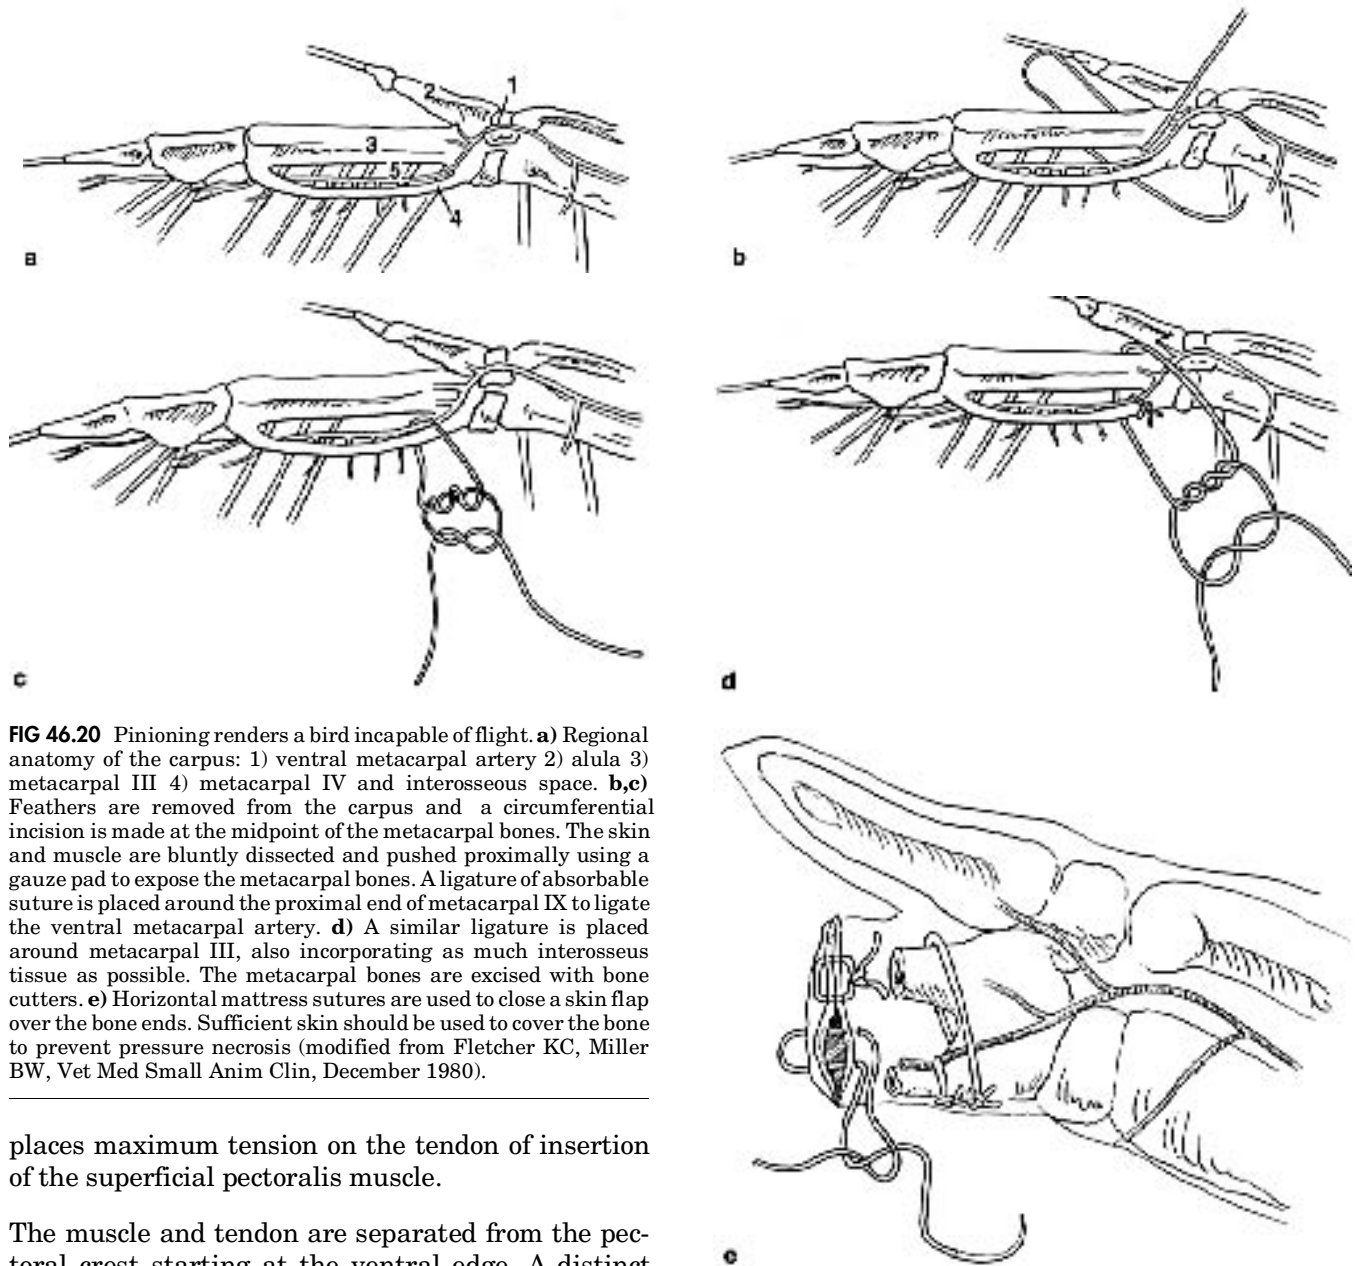 1
2
3
5
4
a
b
c
d
FIG 46.20 Pinioning renders a bird incapable of flight. a) Regional
anatomy of the carpus: 1) ventral metacarpal artery 2) alula 3)
metacarpal III 4) metacarpal IV and interosseous space. b,c)
Feathers are removed from the carpus and a circumferential
incision is made at the midpoint of the metacarpal bones. The skin
and muscle are bluntly dissected and pushed proximally using a
gauze pad to expose the metacarpal bones. A ligature of absorbable
suture is placed around the proximal end of metacarpal IX to ligate
the ventral metacarpal artery. d) A similar ligature is placed
around metacarpal III, also incorporating as much interosseus
tissue as possible. The metacarpal bones are excised with bone
cutters. e) Horizontal mattress sutures are used to close a skin flap
over the bone ends. Sufficient skin should be used to cover the bone
to prevent pressure necrosis (modified from Fletcher KC, Miller
BW, Vet Med Small Anim Clin, December 1980).
places maximum tension on the tendon of insertion
of the superficial pectoralis muscle.
The muscle and tendon are separated from the pec-
toral crest starting at the ventral edge. A distinct
e